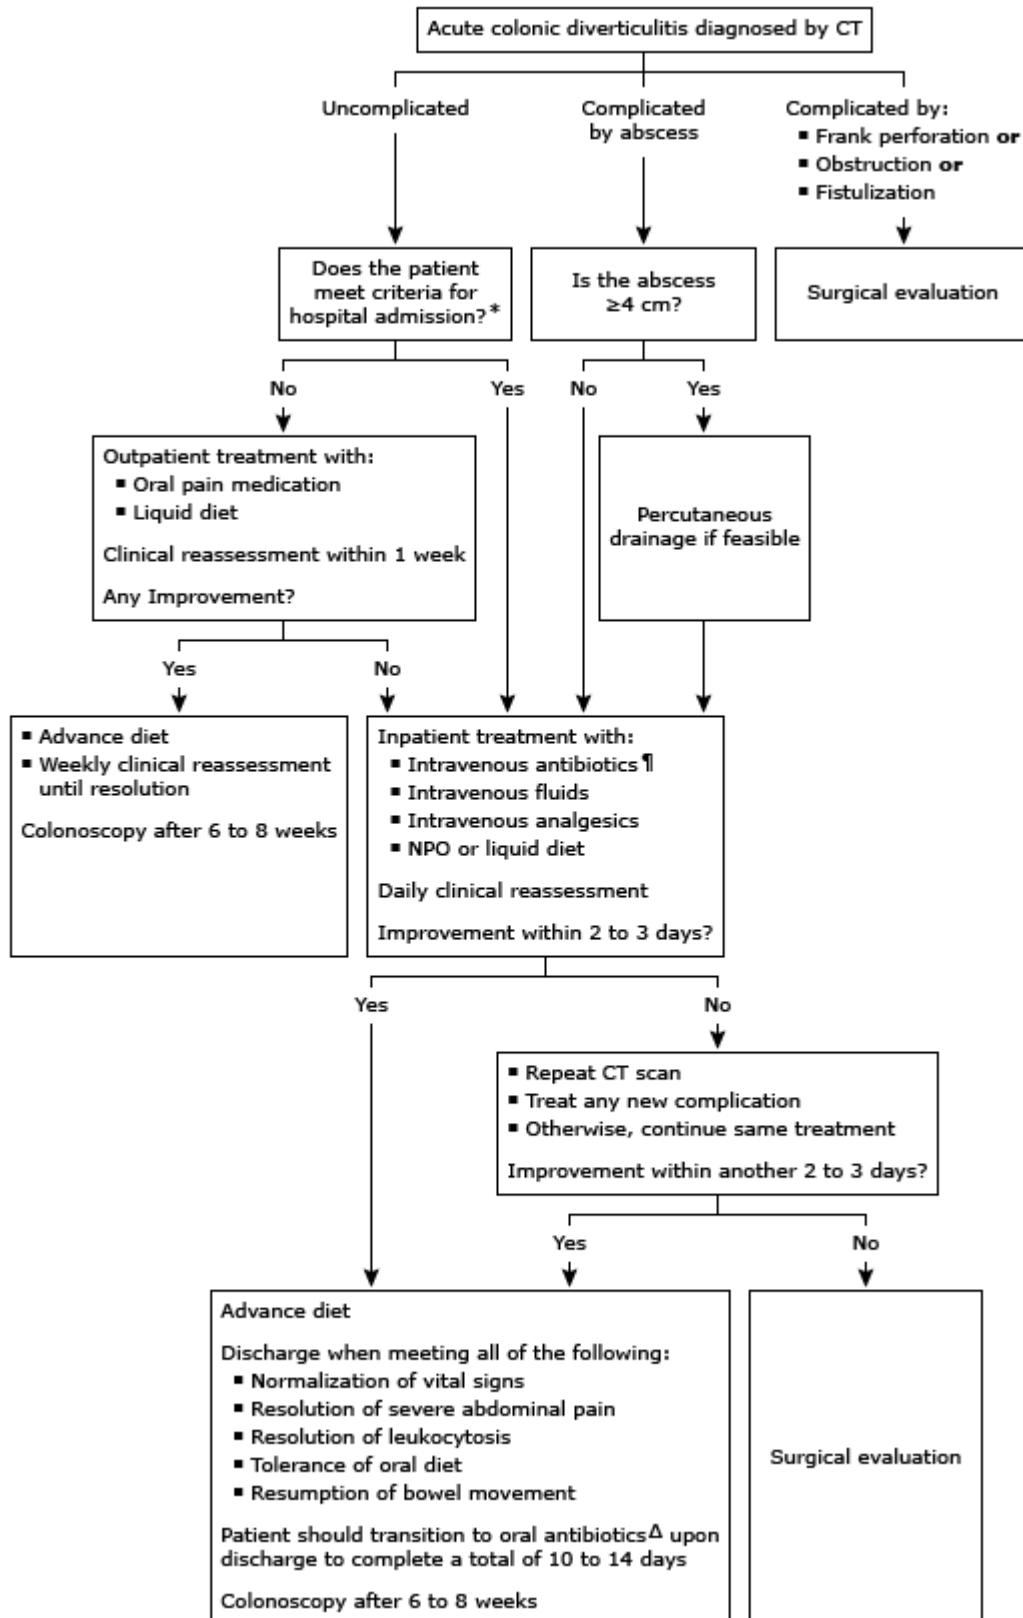 Acute colonic diverticulitis diagnosed by CT
Uncomplicated
Complicated
by abscess
Complicated by:
▪ Frank perforation or
▪ Obstruction or
▪ Fistulization
Does the patient
meet criteria for
hospital admission?*
Is the abscess
≥4 cm?
Surgical evaluation
No
Yes
No
Yes
Outpatient treatment with:
▪ Oral pain medication
▪ Liquid diet
Clinical reassessment within 1 week
Any Improvement?
Percutaneous
drainage if feasible
Yes
No
▪ Advance diet
▪ Weekly clinical reassessment
until resolution
Colonoscopy after 6 to 8 weeks
Inpatient treatment with:
▪ Intravenous antibiotics¶
▪ Intravenous fluids
▪ Intravenous analgesics
▪ NPO or liquid diet
Daily clinical reassessment
Improvement within 2 to 3 days?
Yes
No
▪ Repeat CT scan
▪ Treat any new complication
▪ Otherwise, continue same treatment
Improvement within another 2 to 3 days?
Yes
No
Advance diet
Discharge when meeting all of the following:
▪ Normalization of vital signs
▪ Resolution of severe abdominal pain
▪ Resolution of leukocytosis
▪ Tolerance of oral diet
▪ Resumption of bowel movement
Patient should transition to oral antibioticsΔ upon
discharge to complete a total of 10 to 14 days
Colonoscopy after 6 to 8 weeks
Surgical evaluation